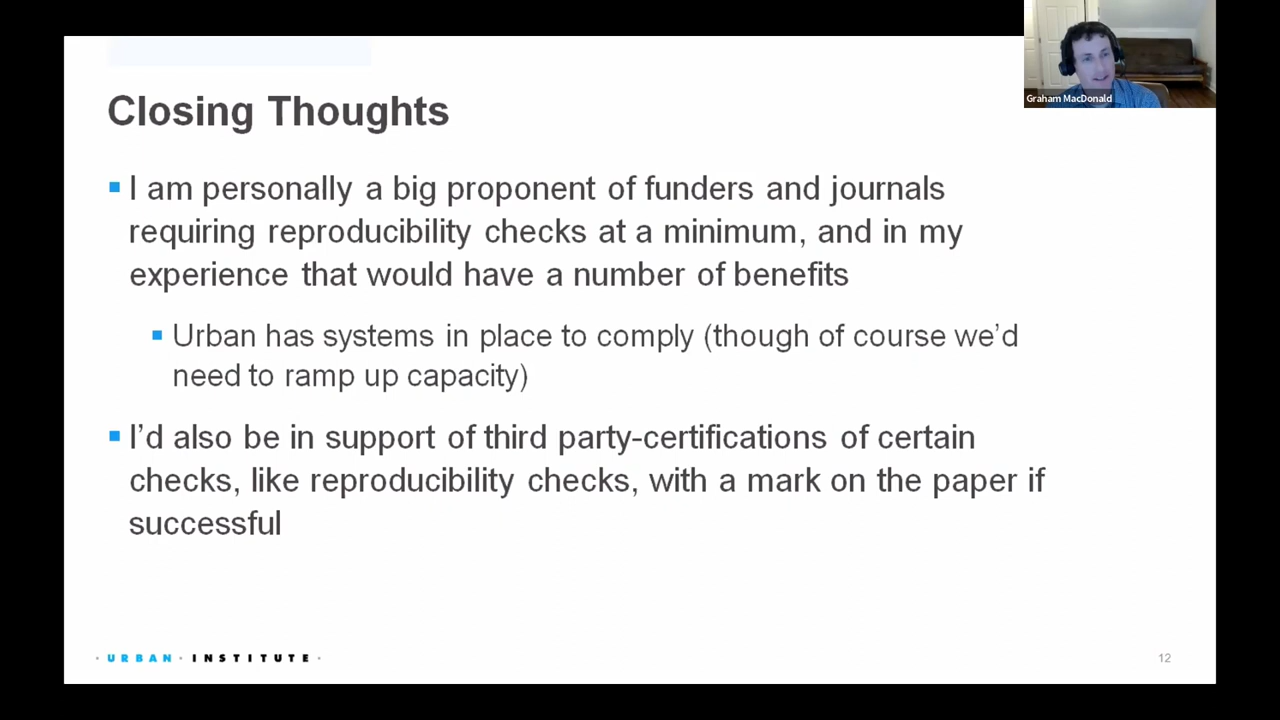 Graham MacDonald
Closing Thoughts
▪ I am personally a big proponent of funders and journals
requiring reproducibility checks at a minimum, and in my
experience that would have a number of benefits
▪ Urban has systems in place to comply (though of course we’d
need to ramp up capacity)
▪ I’d also be in support of third party-certifications of certain
checks, like reproducibility checks, with a mark on the paper if
successful
· URBAN · INSTITUTE ·
12